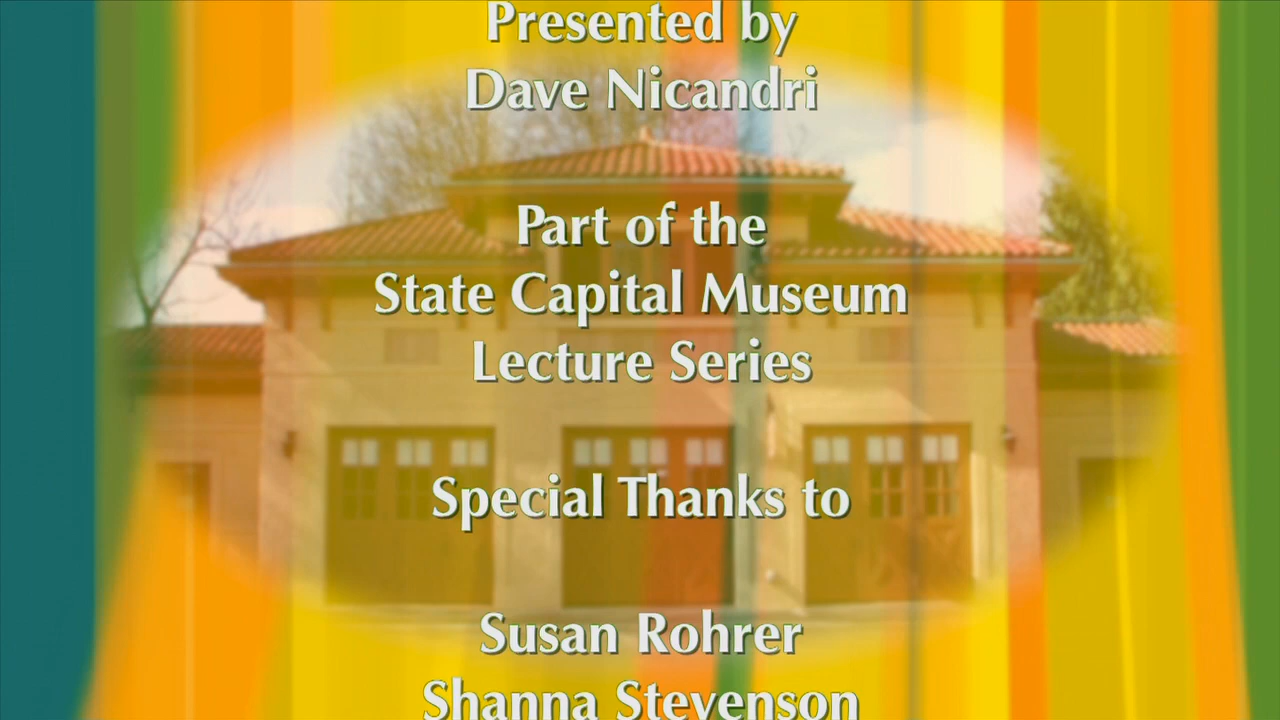 Presented by
Dave Nicandri
Part of the
State Capital Museum
Lecture Series
Special Thanks to
Susan Rohrer
Shanna Stevenson